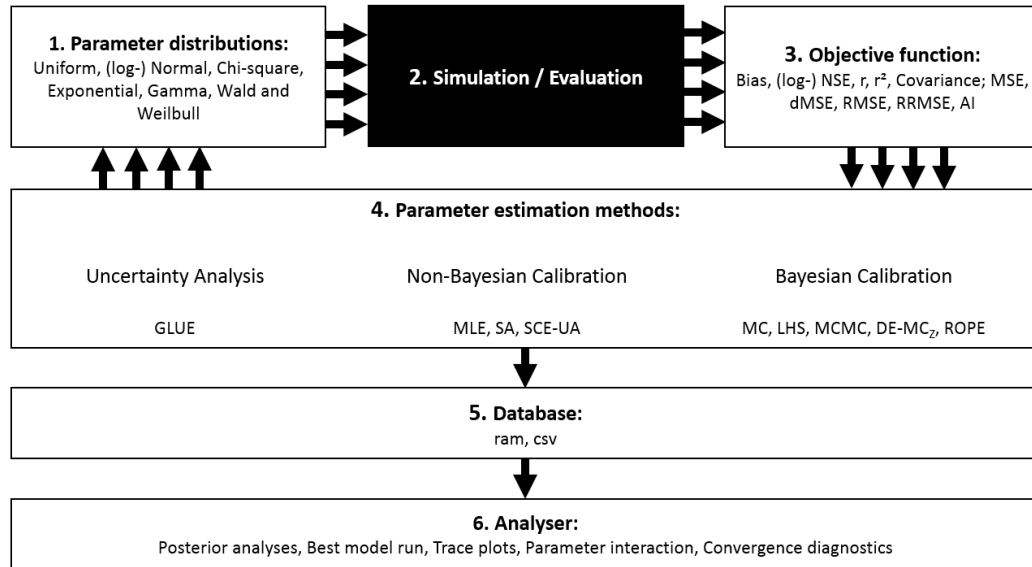 1. Parameter distributions:
Uniform, (log-) Normal, Chi-square,
Exponential, Gamma, Wald and
Weilbull
2. Simulation / Evaluation
3. Objective function:
Bias, (log-) NSE, r, r², Covariance; MSE,
dMSE, RMSE, RRMSE, AI
4. Parameter estimation methods:
Uncertainty Analysis
Non-Bayesian Calibration
Bayesian Calibration
GLUE
MLE, SA, SCE-UA
MC, LHS, MCMC, DE-MCZ, ROPE
5. Database:
ram, csv
6. Analyser:
Posterior analyses, Best model run, Trace plots, Parameter interaction, Convergence diagnostics